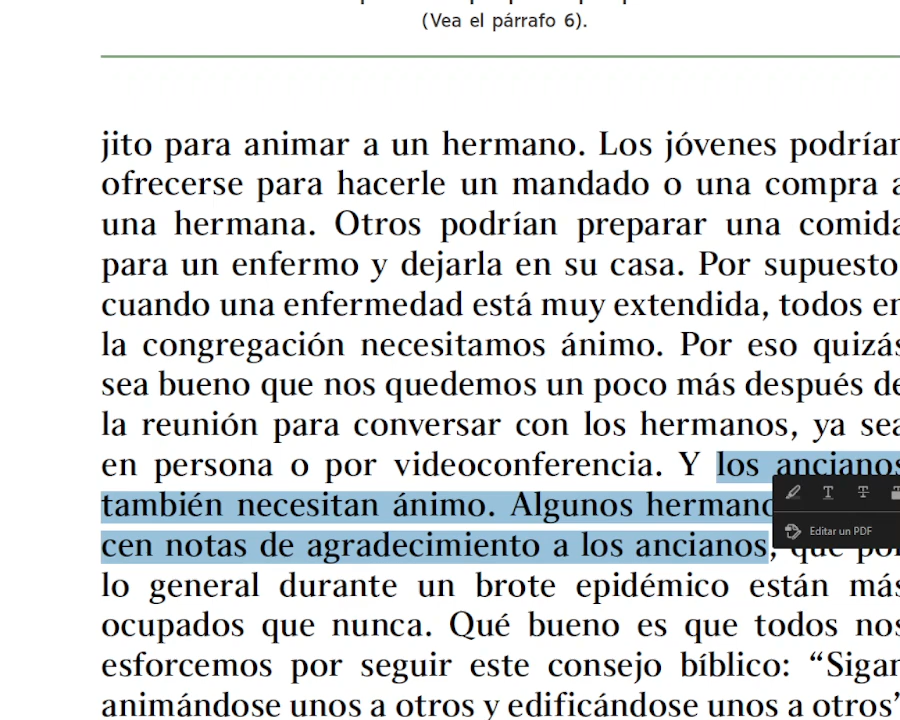 (Vea el párrafo 6).
jito para animar a un hermano. Los jóvenes podrían
ofrecerse para hacerle un mandado o una compra a
una hermana. Otros podrían preparar una comida
para un enfermo y dejarla en su casa. Por supuesto
cuando una enfermedad está muy extendida, todos en
la congregación necesitamos ánimo. Por eso quizás
sea bueno que nos quedemos un poco más después de
la reunión para conversar con los hermanos, ya sea
en persona o por videoconferencia. Y los ancianos
también necesitan ánimo. Algunos hermano
cen notas de agradecimiento a los ancianos, que por
lo general durante un brote epidémico están más
ocupados que nunca. Qué bueno es que todos nos
esforcemos por seguir este consejo bíblico: “Sigan
animándose unos a otros y edificándose unos a otros”
Editar un PDF